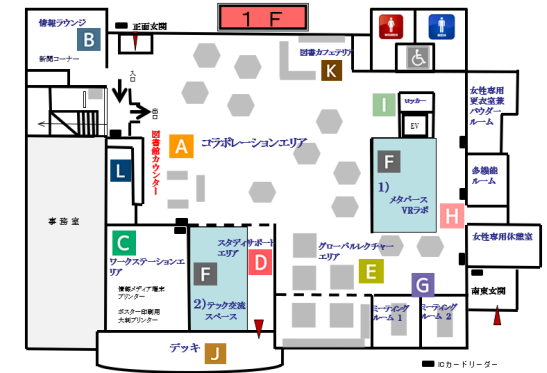 １Ｆ
情報ラウンジ
B
新聞コーナー
正面玄関
入口
出口
図書カフェテリア
K
WOMEN
MEN
女性専用
更衣室兼
パウダー
ルーム
I
ロッカー
EV
A
コラボレーションエリア
図書館カウンター
L
F
1)
メタバース
VRラボ
多機能
ルーム
H
事務室
C
ワークステーションエ
リア
情報メディア端末
プリンター
ポスター印刷用
大判プリンター
スタディサポート
エリア
D
F
2)テック交流
スペース
グローバルレクチャー
エリア
E
G
女性専用休憩室
南東玄関
ミーティング
ルーム 1
ミーティング
ルーム 2
デッキ
J
ICカードリーダー